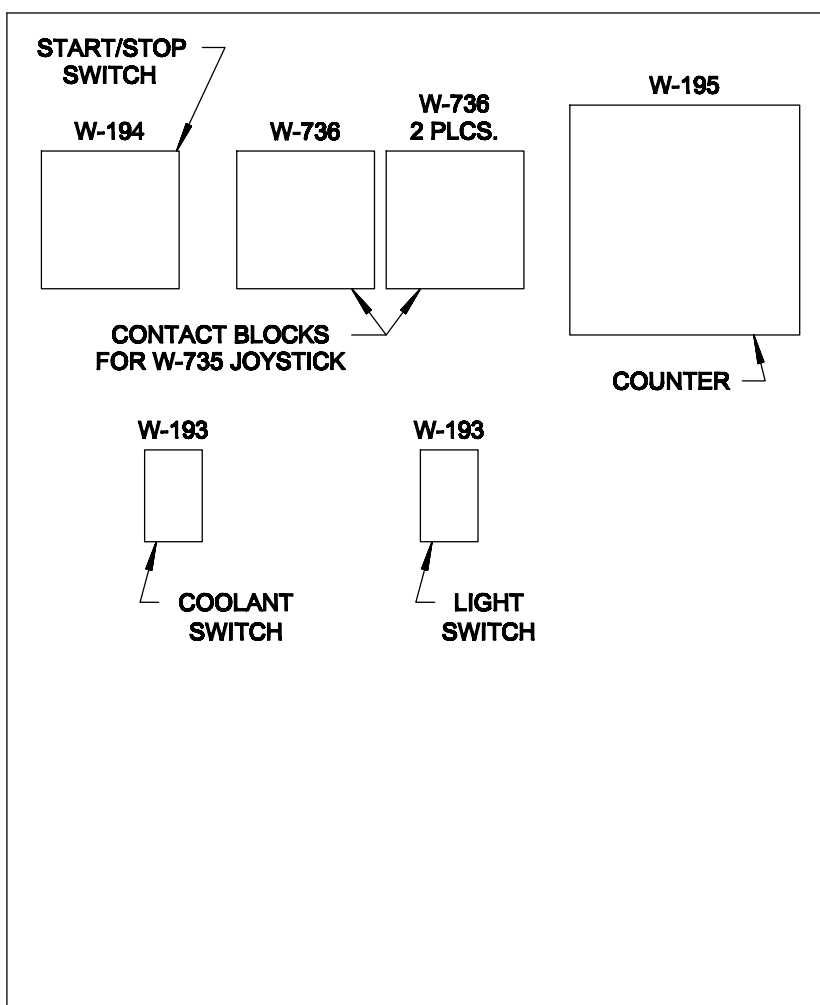 START/STOP
SWITCH
W-194
W-736
W-736
2 PLCS.
W-195
CONTACT BLOCKS
FOR W-735 JOYSTICK
COUNTER
W-193
W-193
COOLANT
SWITCH
LIGHT
SWITCH